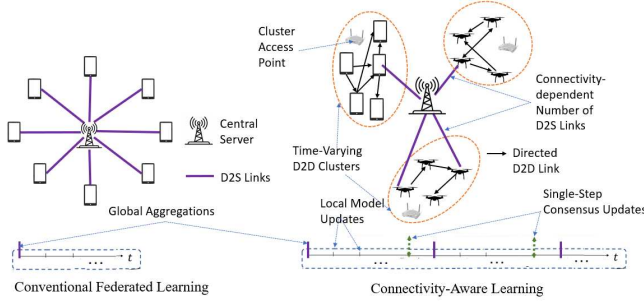 Cluster
Access
Point
Central
Server
D2S Links
Global Aggregations
t
...
Conventional Federated Learning
Connectivity-
dependent
Number of
D2S Links
Time-Varying
D2D Clusters
Directed
D2D Link
Local Model
Updates
Single-Step
Consensus Updates
t
...
...
Connectivity-Aware Learning